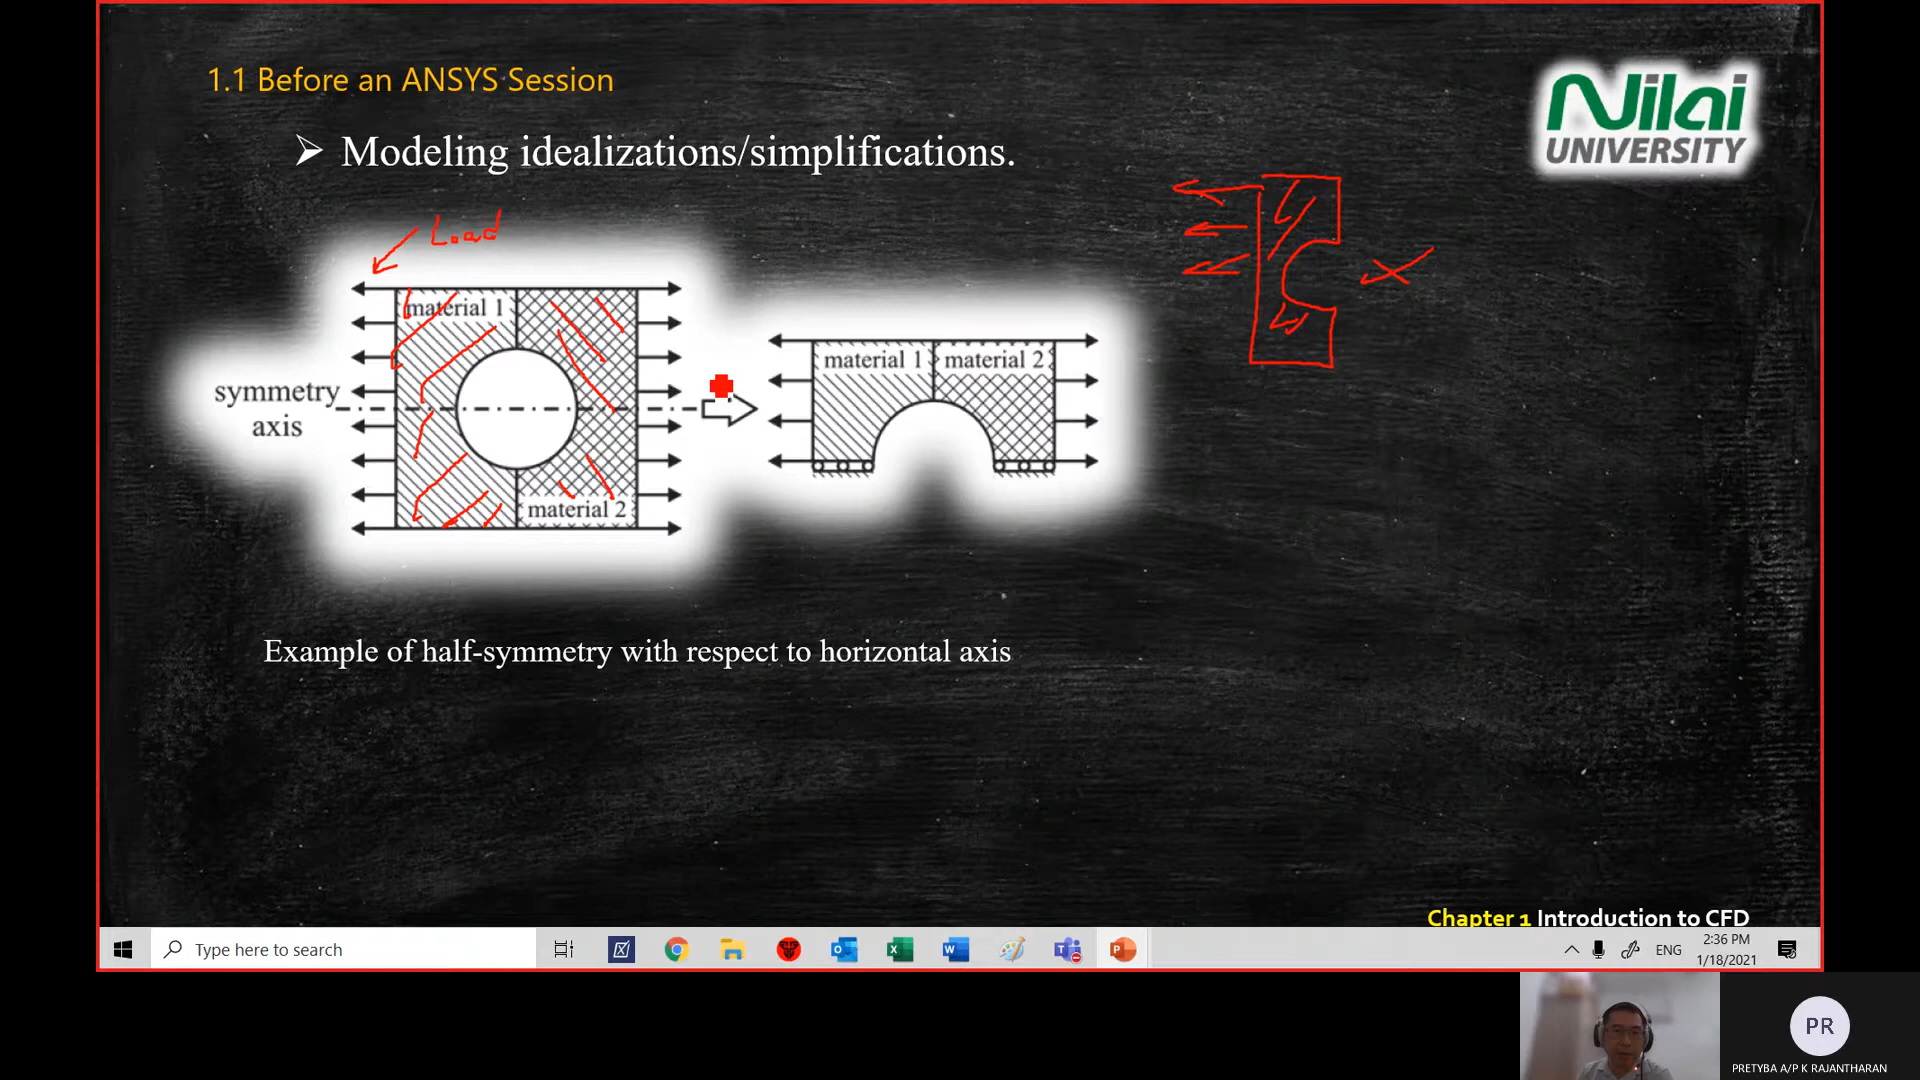 1.1 Before an ANSYS Session
Nilai
UNIVERSITY
➢ Modeling idealizations/simplifications.
Load
material 1
material 1
material 2
symmetry
axis
material 2
Example of half-symmetry with respect to horizontal axis
Chapter 1 Introduction to CFD
Type here to search
ENG
2:36 PM
1/18/2021
PR
PRETYBA A/P K RAJANTHARAN